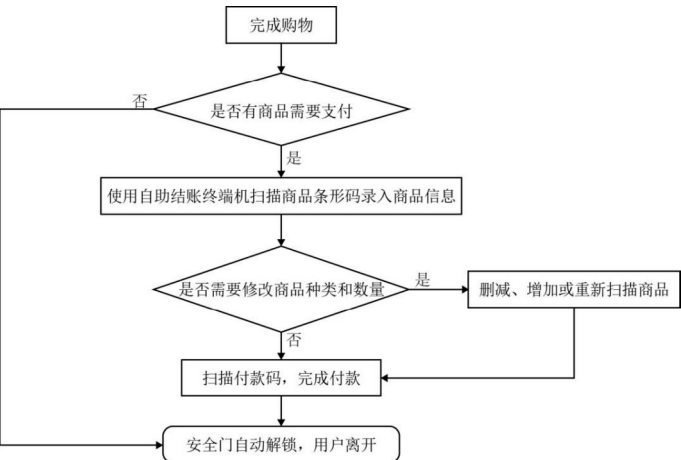 完成购物
否
是否有商品需要支付
是
使用自助结账终端机扫描商品条形码录入商品信息
是否需要修改商品种类和数量
是
删减、增加或重新扫描商品
否
扫描付款码，完成付款
安全门自动解锁，用户离开